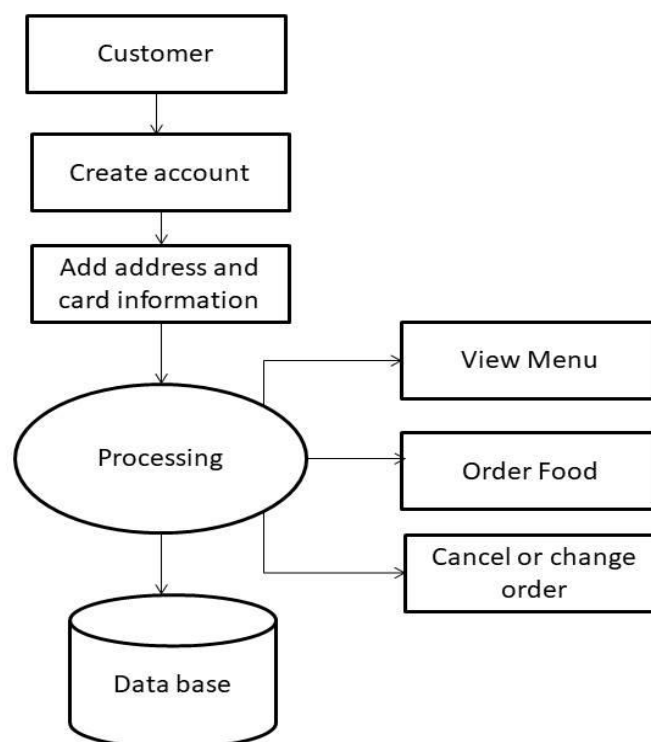 Customer
Create account
Add address and
card information
View Menu
Processing
Order Food
Cancel or change
order
Data base